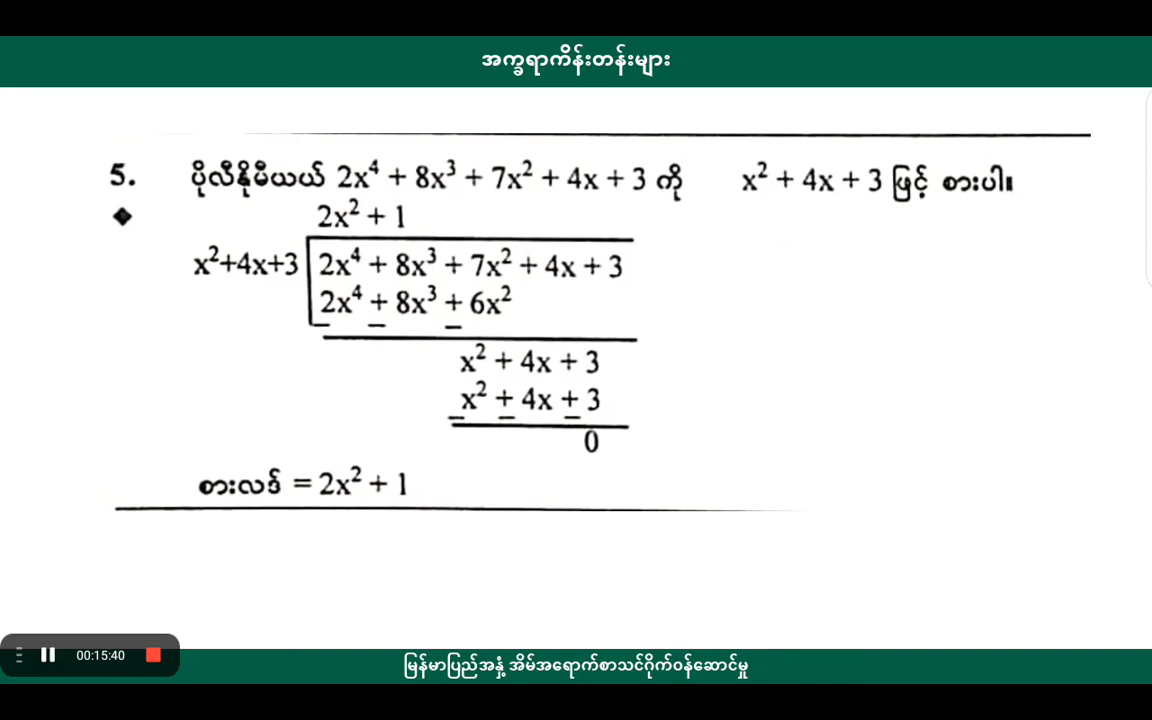 အက္ခရာကိန်းတန်းများ
5. ပိုလီနိုမီယယ် 2x⁴ + 8x³ + 7x² + 4x + 3 ကို x² + 4x + 3 ဖြင့် စားပါ။
◆ 2x² + 1
x²+4x+3 2x⁴ + 8x³ + 7x² + 4x + 3
2x⁴ + 8x³ + 6x²
− − −
x² + 4x + 3
x² + 4x + 3
− − −
0
စားလဒ် = 2x² + 1
00:15:40
မြန်မာပြည်အနှံ့ အိမ်အရောက်စာသင်ဂိုက်ဝန်ဆောင်မှု